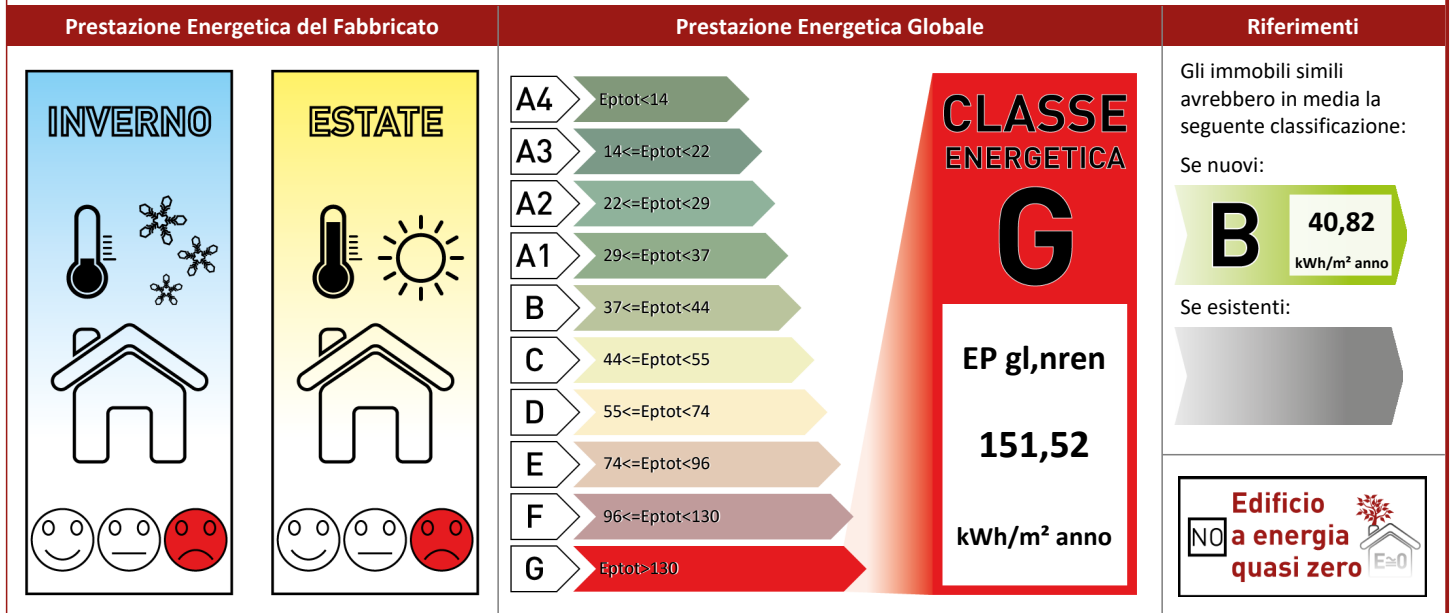 Prestazione Energetica del Fabbricato
Prestazione Energetica Globale
Riferimenti
INVERNO
ESTATE
A4 Eptot<14
A3 14<=Eptot<22
A2 22<=Eptot<29
A1 29<=Eptot<37
B 37<=Eptot<44
C 44<=Eptot<55
D 55<=Eptot<74
E 74<=Eptot<96
F 96<=Eptot<130
G Eptot>130
CLASSE
ENERGETICA
G
EP gl,nren
151,52
kWh/m² anno
Gli immobili simili
avrebbero in media la
seguente classificazione:
Se nuovi:
B
40,82
kWh/m² anno
Se esistenti:
NO
Edificio
a energia
quasi zero
E≅0